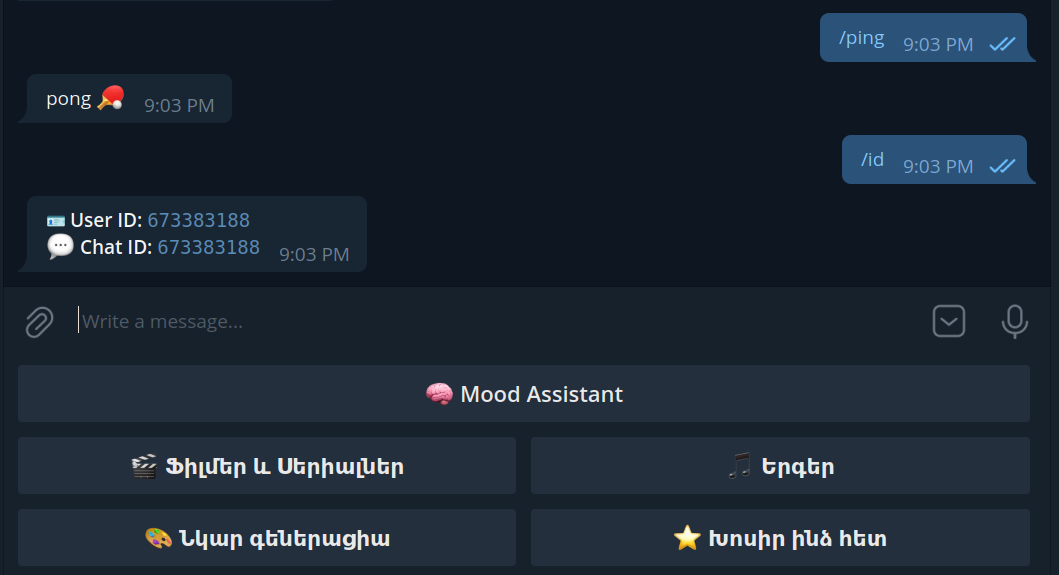 /ping 9:03 PM
pong 🏓 9:03 PM
/id 9:03 PM
🪪 User ID: 673383188
💬 Chat ID: 673383188 9:03 PM
Write a message...
🧠 Mood Assistant
🎬 Ֆիլմեր և Սերիալներ
🎵 Երգեր
🎨 Նկար գեներացիա
⭐ Խոսիր ինձ հետ